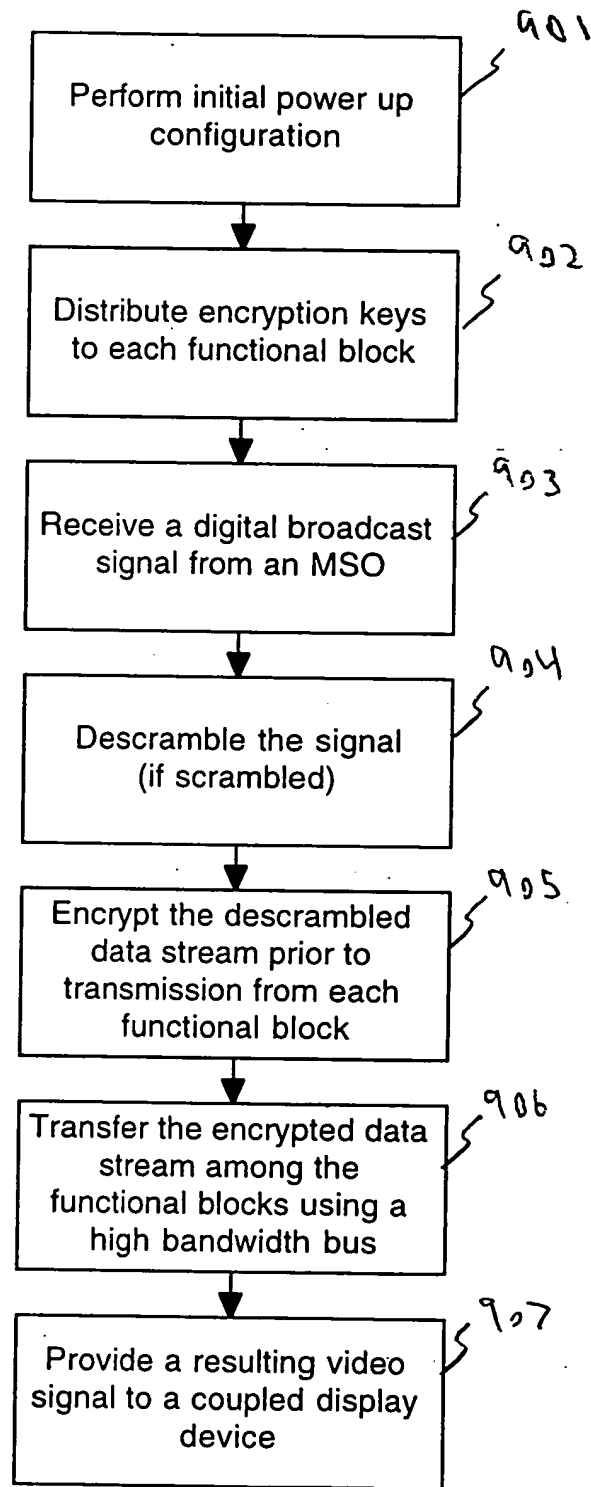 901
Perform initial power up
configuration
902
Distribute encryption keys
to each functional block
903
Receive a digital broadcast
signal from an MSO
904
Descramble the signal
(if scrambled)
905
Encrypt the descrambled
data stream prior to
transmission from each
functional block
906
Transfer the encrypted data
stream among the
functional blocks using a
high bandwidth bus
907
Provide a resulting video
signal to a coupled display
device